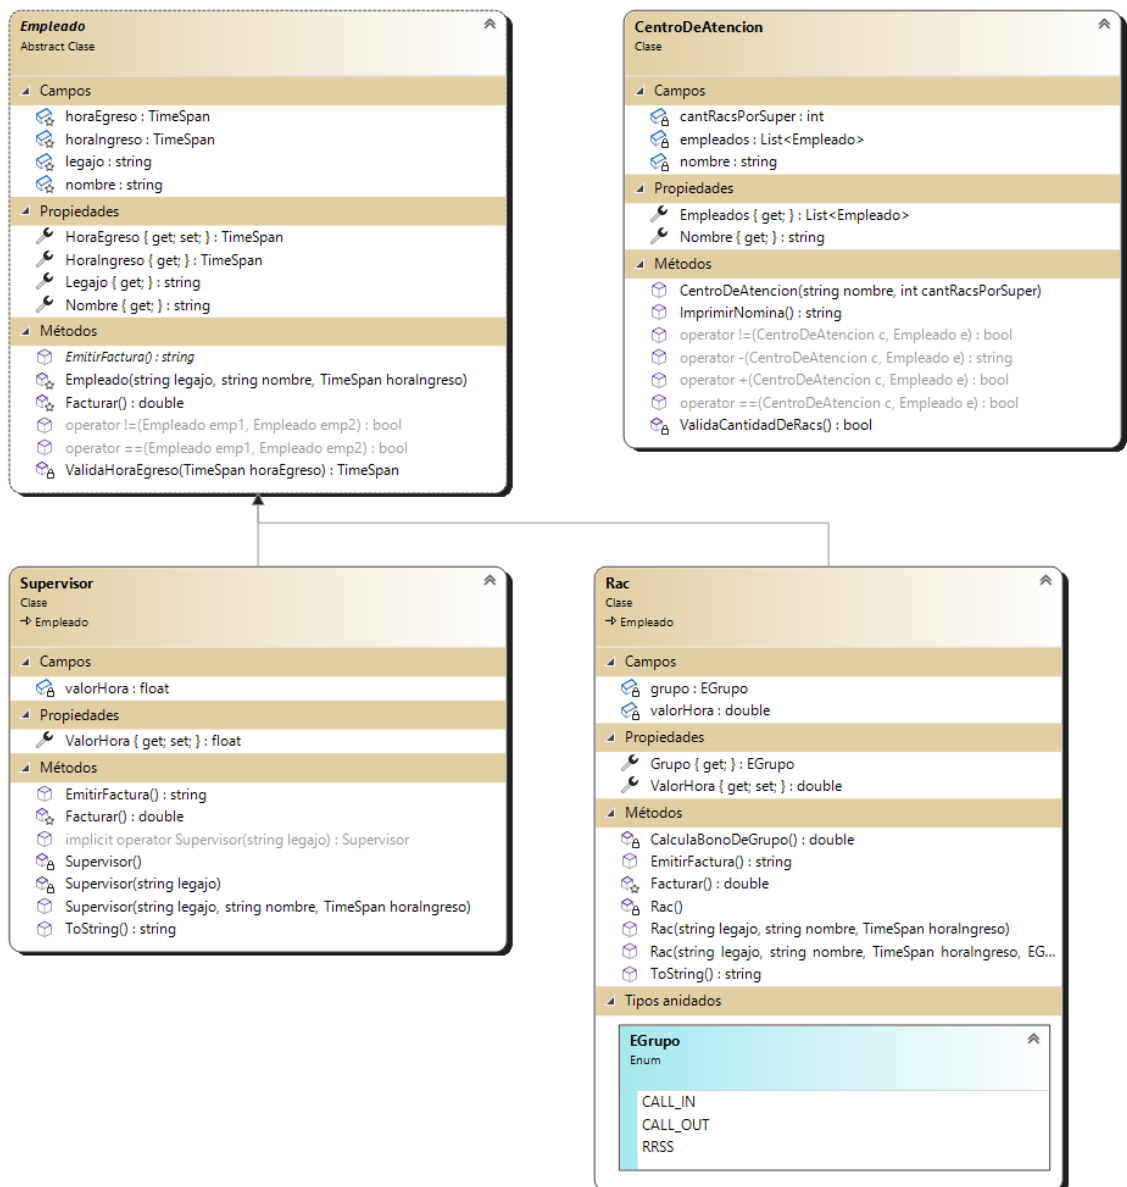 Empleado
Abstract Clase
Campos
horaEgreso : TimeSpan
horaIngreso : TimeSpan
legajo : string
nombre : string
Propiedades
HoraEgreso { get; set; } : TimeSpan
HoraIngreso { get; } : TimeSpan
Legajo { get; } : string
Nombre { get; } : string
Métodos
EmitirFactura() : string
Empleado(string legajo, string nombre, TimeSpan horaIngreso)
Facturar() : double
operator !=(Empleado emp1, Empleado emp2) : bool
operator ==(Empleado emp1, Empleado emp2) : bool
ValidaHoraEgreso(TimeSpan horaEgreso) : TimeSpan
CentroDeAtencion
Clase
Campos
cantRacsPorSuper : int
empleados : List<Empleado>
nombre : string
Propiedades
Empleados { get; } : List<Empleado>
Nombre { get; } : string
Métodos
CentroDeAtencion(string nombre, int cantRacsPorSuper)
ImprimirNomina() : string
operator !=(CentroDeAtencion c, Empleado e) : bool
operator -(CentroDeAtencion c, Empleado e) : string
operator +(CentroDeAtencion c, Empleado e) : bool
operator ==(CentroDeAtencion c, Empleado e) : bool
ValidaCantidadDeRacs() : bool
Supervisor
Clase
Empleado
Campos
valorHora : float
Propiedades
ValorHora { get; set; } : float
Métodos
EmitirFactura() : string
Facturar() : double
implicit operator Supervisor(string legajo) : Supervisor
Supervisor()
Supervisor(string legajo)
Supervisor(string legajo, string nombre, TimeSpan horaIngreso)
ToString() : string
Rac
Clase
Empleado
Campos
grupo : EGrupo
valorHora : double
Propiedades
Grupo { get; } : EGrupo
ValorHora { get; set; } : double
Métodos
CalculaBonoDeGrupo() : double
EmitirFactura() : string
Facturar() : double
Rac()
Rac(string legajo, string nombre, TimeSpan horaIngreso)
Rac(string legajo, string nombre, TimeSpan horaIngreso, EG...
ToString() : string
Tipos anidados
EGrupo
Enum
CALL_IN
CALL_OUT
RRSS